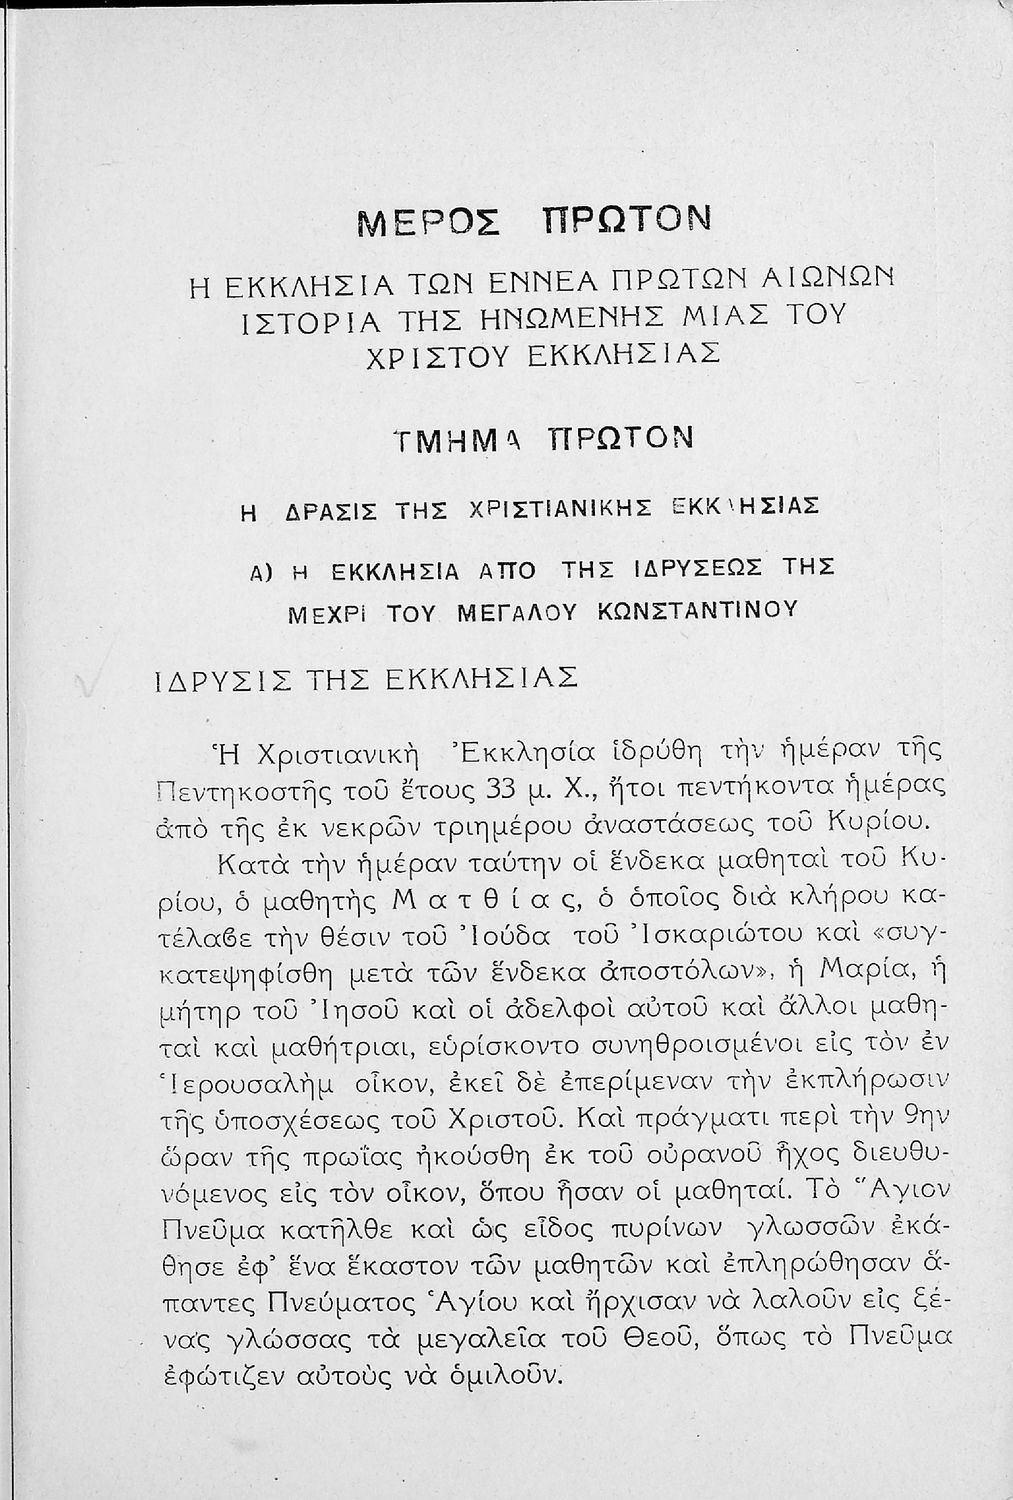 ΜΕΡΟΣ ΠΡΩΤΟΝ
Η ΕΚΚΛΗΣΙΑ ΤΩΝ ΕΝΝΕΑ ΠΡΩΤΩΝ ΑΙΩΝΩΝ
ΙΣΤΟΡΙΑ ΤΗΣ ΗΝΩΜΕΝΗΣ ΜΙΑΣ ΤΟΥ
ΧΡΙΣΤΟΥ ΕΚΚΛΗΣΙΑΣ
ΤΜΗΜΑ ΠΡΩΤΟΝ
Η ΔΡΑΣΙΣ ΤΗΣ ΧΡΙΣΤΙΑΝΙΚΗΣ ΕΚΚΛΗΣΙΑΣ
Α) Η ΕΚΚΛΗΣΙΑ ΑΠΟ ΤΗΣ ΙΔΡΥΣΕΩΣ ΤΗΣ
ΜΕΧΡΙ ΤΟΥ ΜΕΓΑΛΟΥ ΚΩΝΣΤΑΝΤΙΝΟΥ
ΙΔΡΥΣΙΣ ΤΗΣ ΕΚΚΛΗΣΙΑΣ
Ἡ Χριστιανικὴ Ἐκκλησία ἱδρύθη τὴν ἡμέραν τῆς
Πεντηκοστῆς τοῦ ἔτους 33 μ. Χ., ἤτοι πεντήκοντα ἡμέρας
ἀπὸ τῆς ἐκ νεκρῶν τριημέρου ἀναστάσεως τοῦ Κυρίου.
Κατὰ τὴν ἡμέραν ταύτην οἱ ἕνδεκα μαθηταὶ τοῦ Κυ-
ρίου, ὁ μαθητὴς Μ α τ θ ί α ς, ὁ ὁποῖος διὰ κλήρου κα-
τέλαβε τὴν θέσιν τοῦ Ἰούδα τοῦ Ἰσκαριώτου καὶ «συγ-
κατεψηφίσθη μετὰ τῶν ἕνδεκα ἀποστόλων», ἡ Μαρία, ἡ
μήτηρ τοῦ Ἰησοῦ καὶ οἱ ἀδελφοὶ αὐτοῦ καὶ ἄλλοι μαθη-
ταὶ καὶ μαθήτριαι, εὑρίσκοντο συνηθροισμένοι εἰς τὸν ἐν
Ἱερουσαλὴμ οἶκον, ἐκεῖ δὲ ἐπερίμεναν τὴν ἐκπλήρωσιν
τῆς ὑποσχέσεως τοῦ Χριστοῦ. Καὶ πράγματι περὶ τὴν 9ην
ὥραν τῆς πρωΐας ἠκούσθη ἐκ τοῦ οὐρανοῦ ἦχος διευθυ-
νόμενος εἰς τὸν οἶκον, ὅπου ἦσαν οἱ μαθηταί. Τὸ Ἅγιον
Πνεῦμα κατῆλθε καὶ ὡς εἶδος πυρίνων γλωσσῶν ἐκά-
θησε ἐφ’ ἕνα ἕκαστον τῶν μαθητῶν καὶ ἐπληρώθησαν ἅ-
παντες Πνεύματος Ἁγίου καὶ ἤρχισαν νὰ λαλοῦν εἰς ξέ-
νας γλώσσας τὰ μεγαλεῖα τοῦ Θεοῦ, ὅπως τὸ Πνεῦμα
ἐφώτιζεν αὐτοὺς νὰ ὁμιλοῦν.